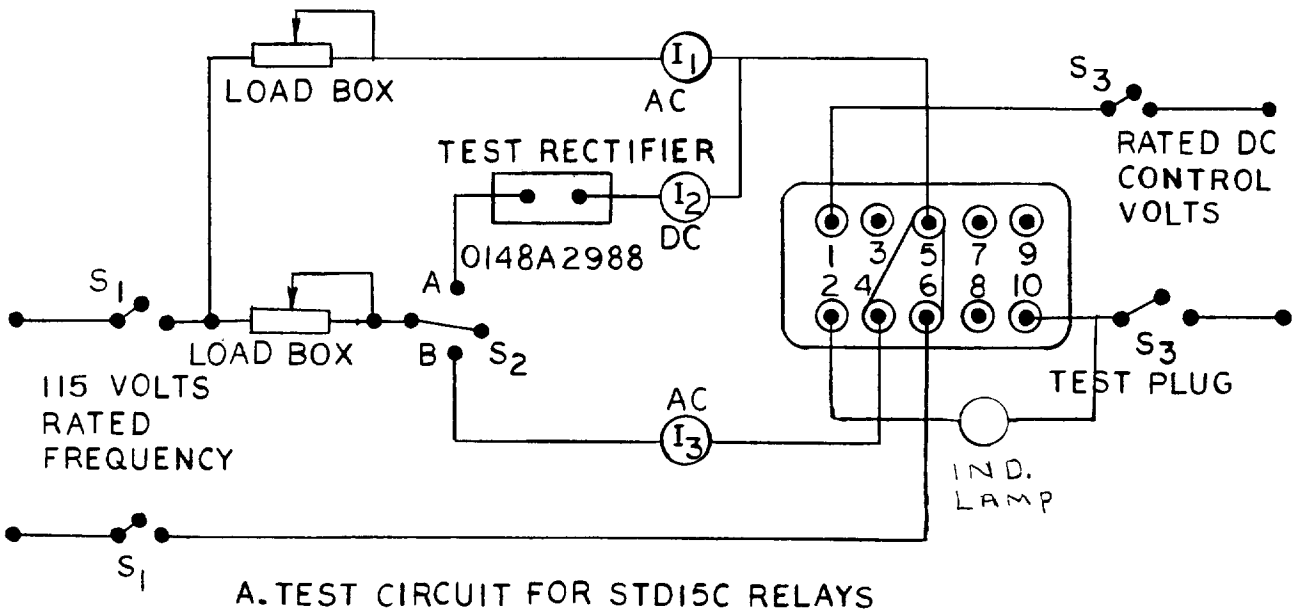 LOAD BOX
I1
AC
S3
RATED DC
CONTROL
VOLTS
TEST RECTIFIER
I2
DC
0148A2988
1 3 5 7 9
2 4 6 8 10
S1
A
B
S2
LOAD BOX
115 VOLTS
RATED
FREQUENCY
S3
TEST PLUG
AC
I3
IND.
LAMP
S1
A. TEST CIRCUIT FOR STD15C RELAYS